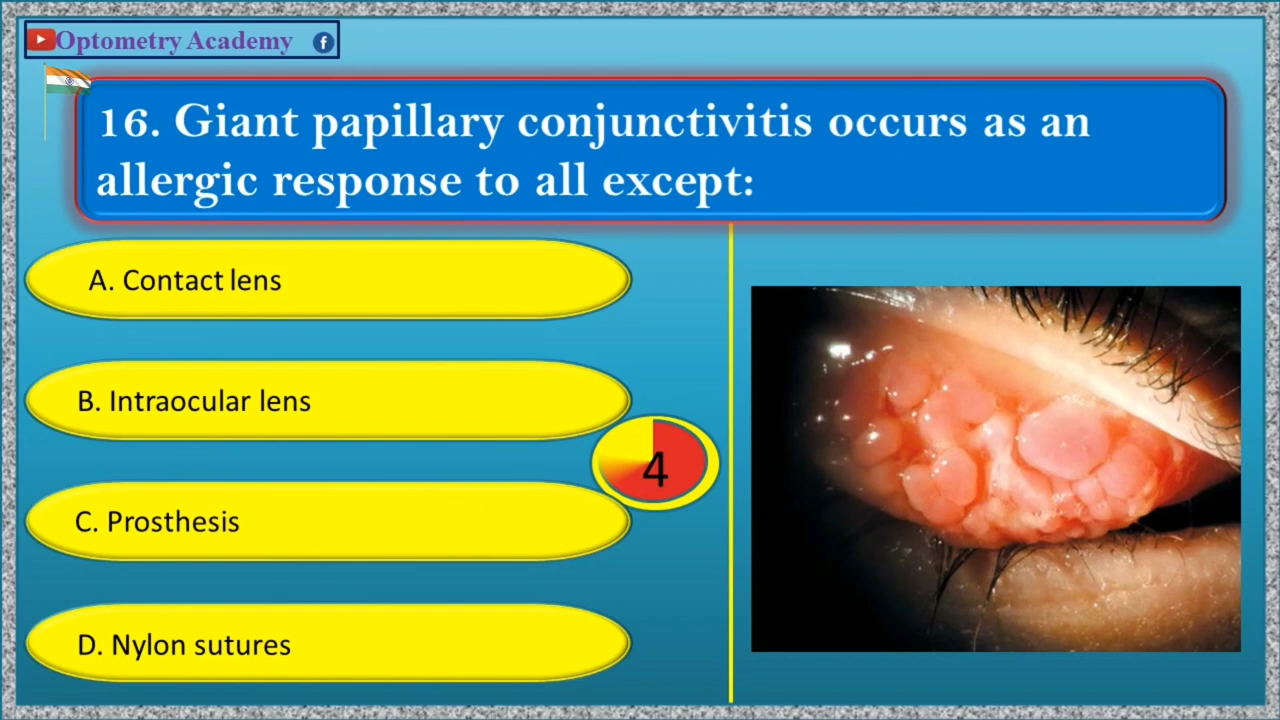 Optometry Academy f
16. Giant papillary conjunctivitis occurs as an
allergic response to all except:
A. Contact lens
B. Intraocular lens
4
C. Prosthesis
D. Nylon sutures